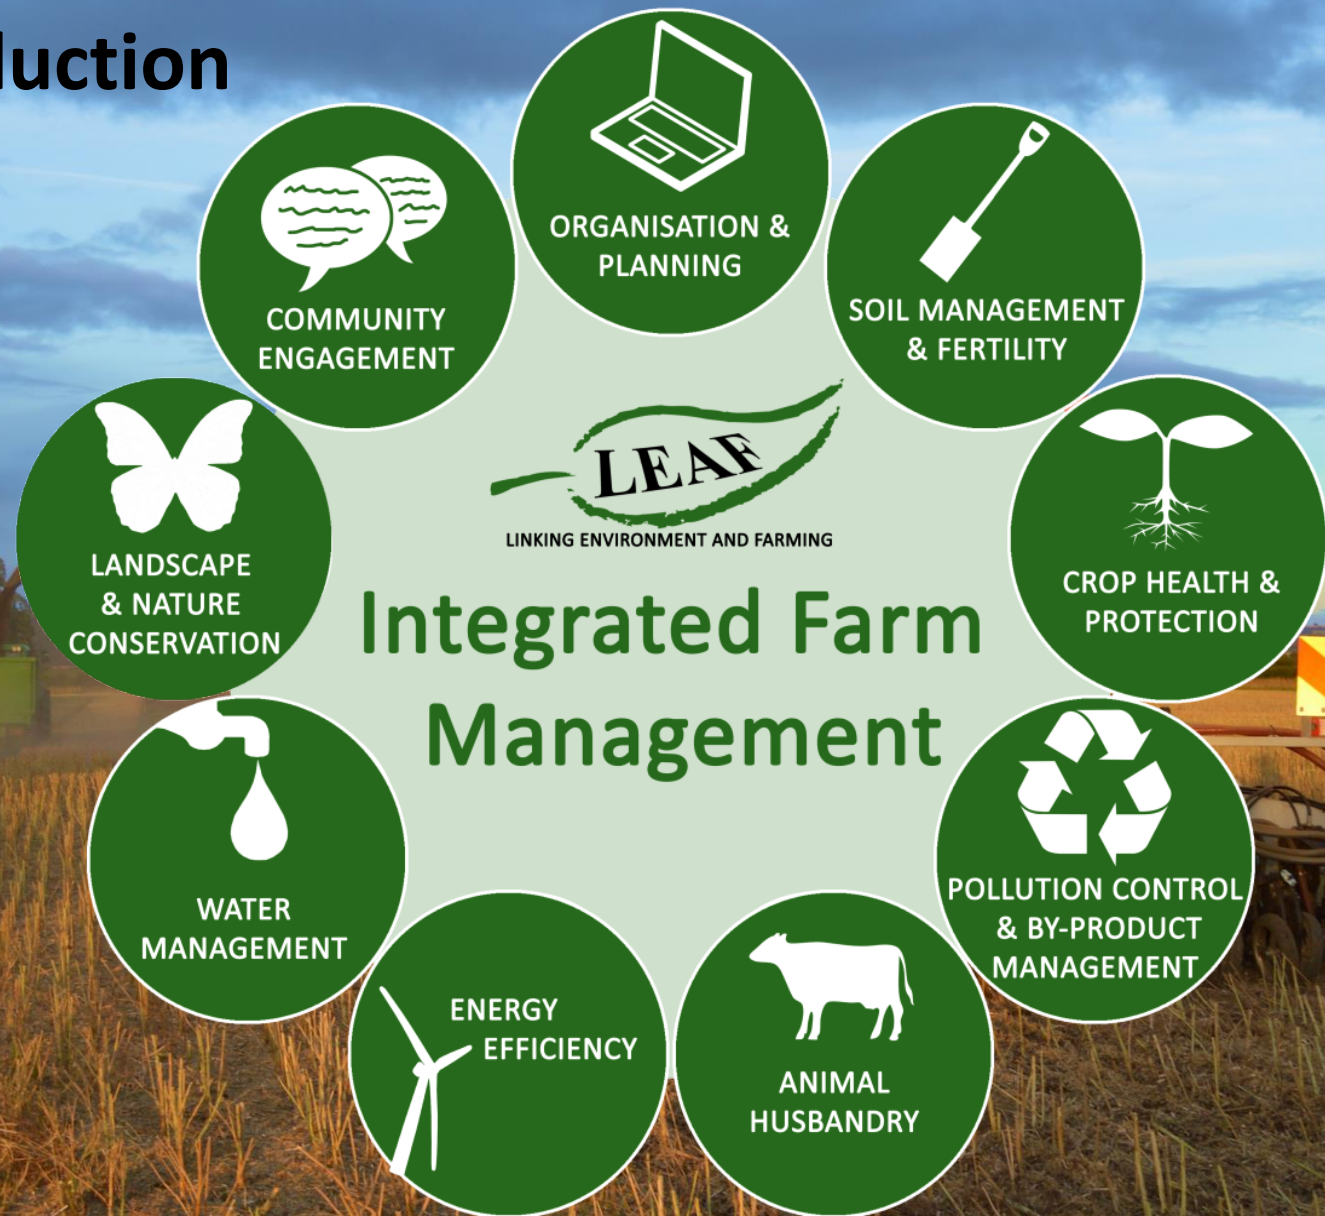 duction
ORGANISATION &
PLANNING
SOIL MANAGEMENT
& FERTILITY
CROP HEALTH &
PROTECTION
POLLUTION CONTROL
& BY-PRODUCT
MANAGEMENT
ANIMAL
HUSBANDRY
ENERGY
EFFICIENCY
WATER
MANAGEMENT
LANDSCAPE
& NATURE
CONSERVATION
COMMUNITY
ENGAGEMENT
LEAF
LINKING ENVIRONMENT AND FARMING
Integrated Farm
Management